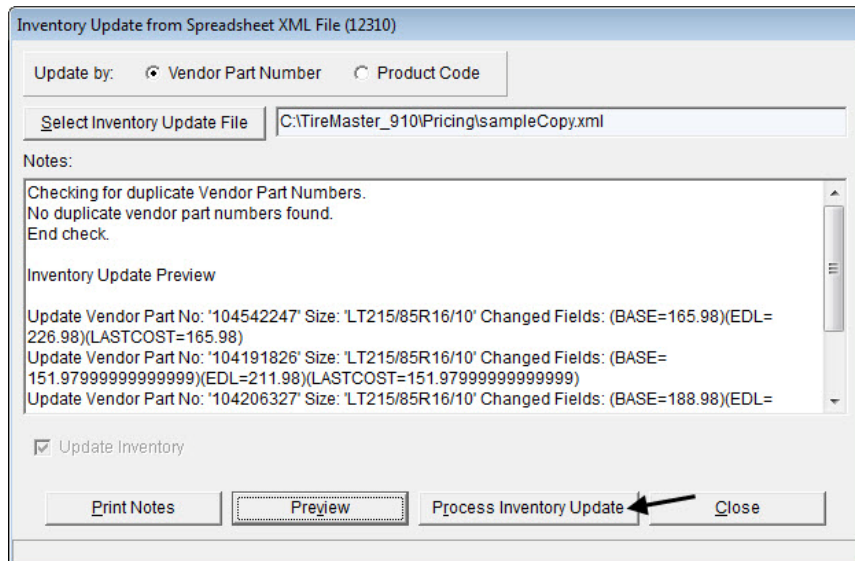 Inventory Update from Spreadsheet XML File (12310)
Update by: Vendor Part Number Product Code
Select Inventory Update File C:\TireMaster_910\Pricing\sampleCopy.xml
Notes:
Checking for duplicate Vendor Part Numbers.
No duplicate vendor part numbers found.
End check.
Inventory Update Preview
Update Vendor Part No: '104542247' Size: 'LT215/85R16/10' Changed Fields: (BASE=165.98)(EDL=
226.98)(LASTCOST=165.98)
Update Vendor Part No: '104191826' Size: 'LT215/85R16/10' Changed Fields: (BASE=
151.97999999999999)(EDL=211.98)(LASTCOST=151.97999999999999)
Update Vendor Part No: '104206327' Size: 'LT215/85R16/10' Changed Fields: (BASE=188.98)(EDL=
Update Inventory
Print Notes Preview Process Inventory Update Close